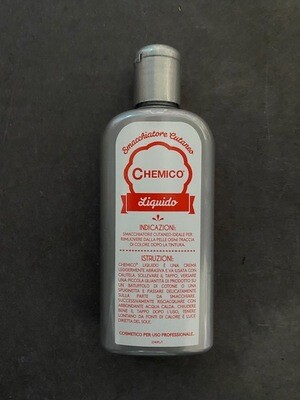 Smacchiatore Cutaneo
CHEMICO®
Liquido
INDICAZIONI:
SMACCHIATORE CUTANEO IDEALE PER
RIMUOVERE DALLA PELLE OGNI TRACCIA
DI COLORE DOPO LA TINTURA.
ISTRUZIONI:
CHEMICO® LIQUIDO È UNA CREMA
LEGGERMENTE ABRASIVA E VA USATA CON
CAUTELA. SOLLEVARE IL TAPPO, VERSARE
UNA PICCOLA QUANTITÀ DI PRODOTTO SU
UN BATUFFOLO DI COTONE O UNA
SPUGNETTA E PASSARE DELICATAMENTE
SULLA PARTE DA SMACCHIARE.
SUCCESSIVAMENTE RISCIACQUARE CON
ABBONDANTE ACQUA CALDA. CHIUDERE
BENE IL TAPPO DOPO L'USO, TENERE
LONTANO DA FONTI DI CALORE E LUCE
DIRETTA DEL SOLE.
COSMETICO PER USO PROFESSIONALE